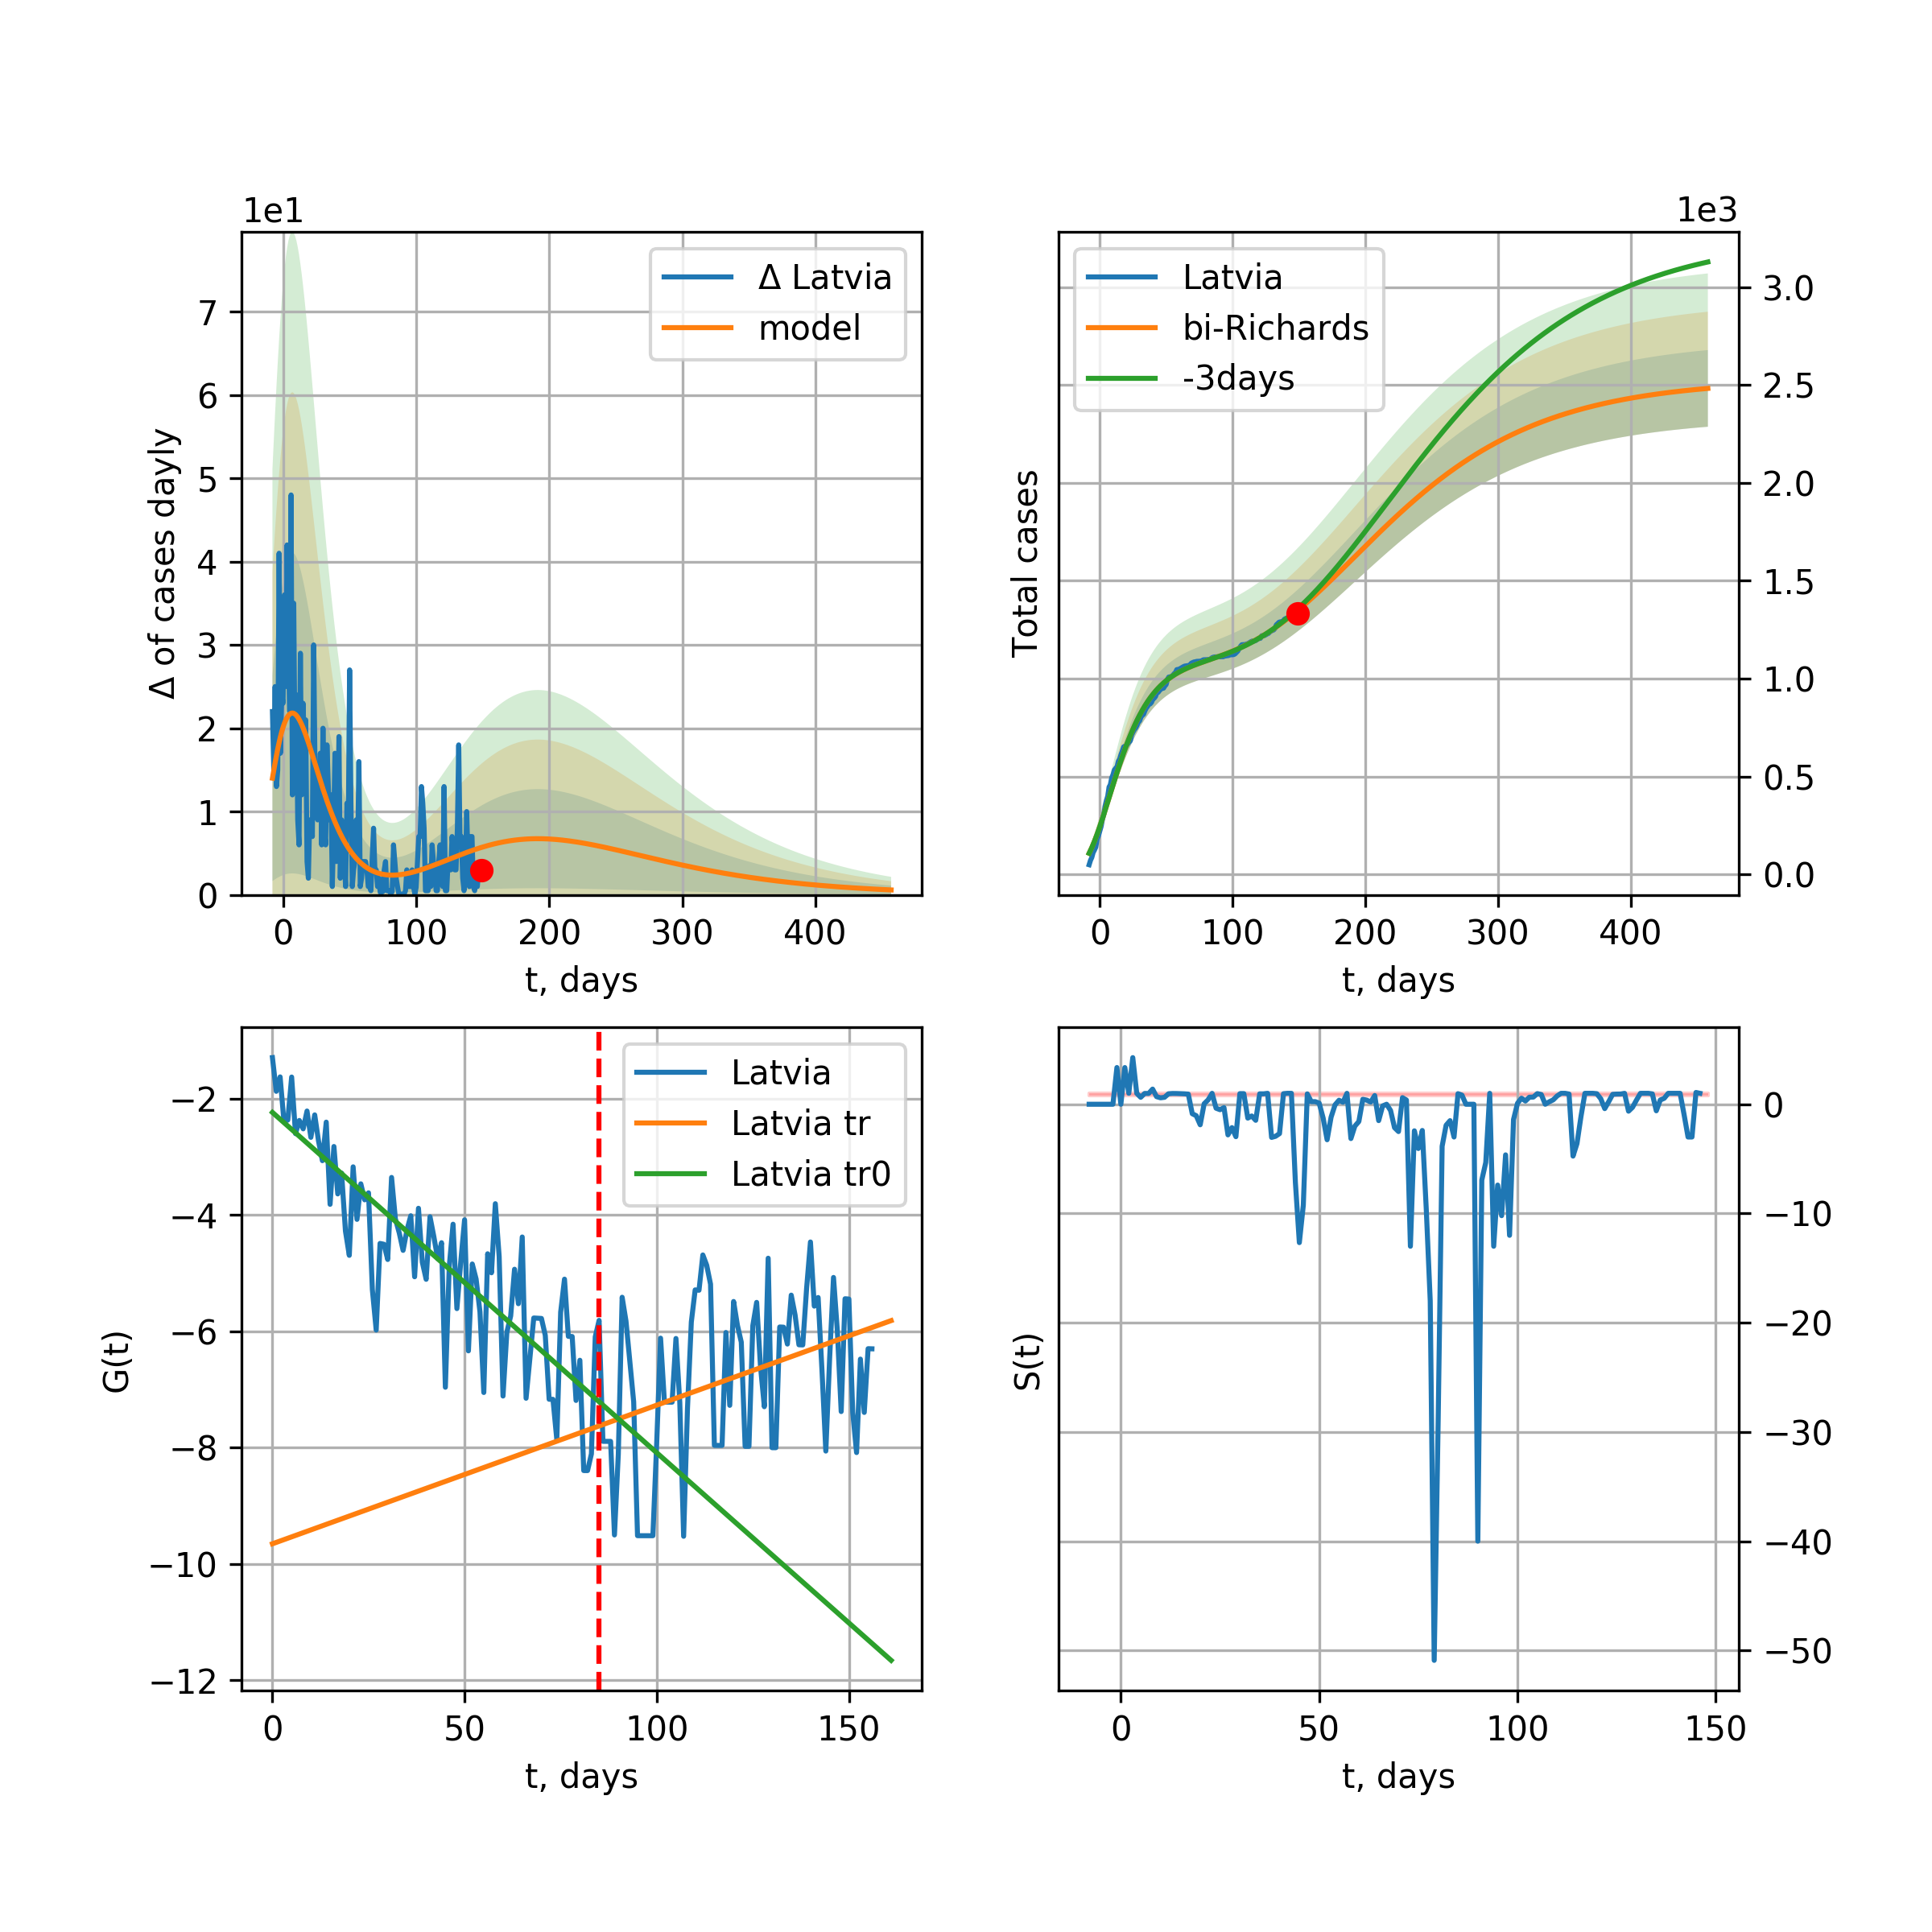 1e1
7
6
5
4
3
2
1
0
Δ of cases dayly
0 100 200 300 400
t, days
Δ Latvia
model
1e3
3.0
2.5
2.0
1.5
1.0
0.5
0.0
Total cases
0 100 200 300 400
t, days
Latvia
bi-Richards
-3days
−2
−4
−6
−8
−10
−12
G(t)
0 50 100 150
t, days
Latvia
Latvia tr
Latvia tr0
0
−10
−20
−30
−40
−50
S(t)
0 50 100 150
t, days